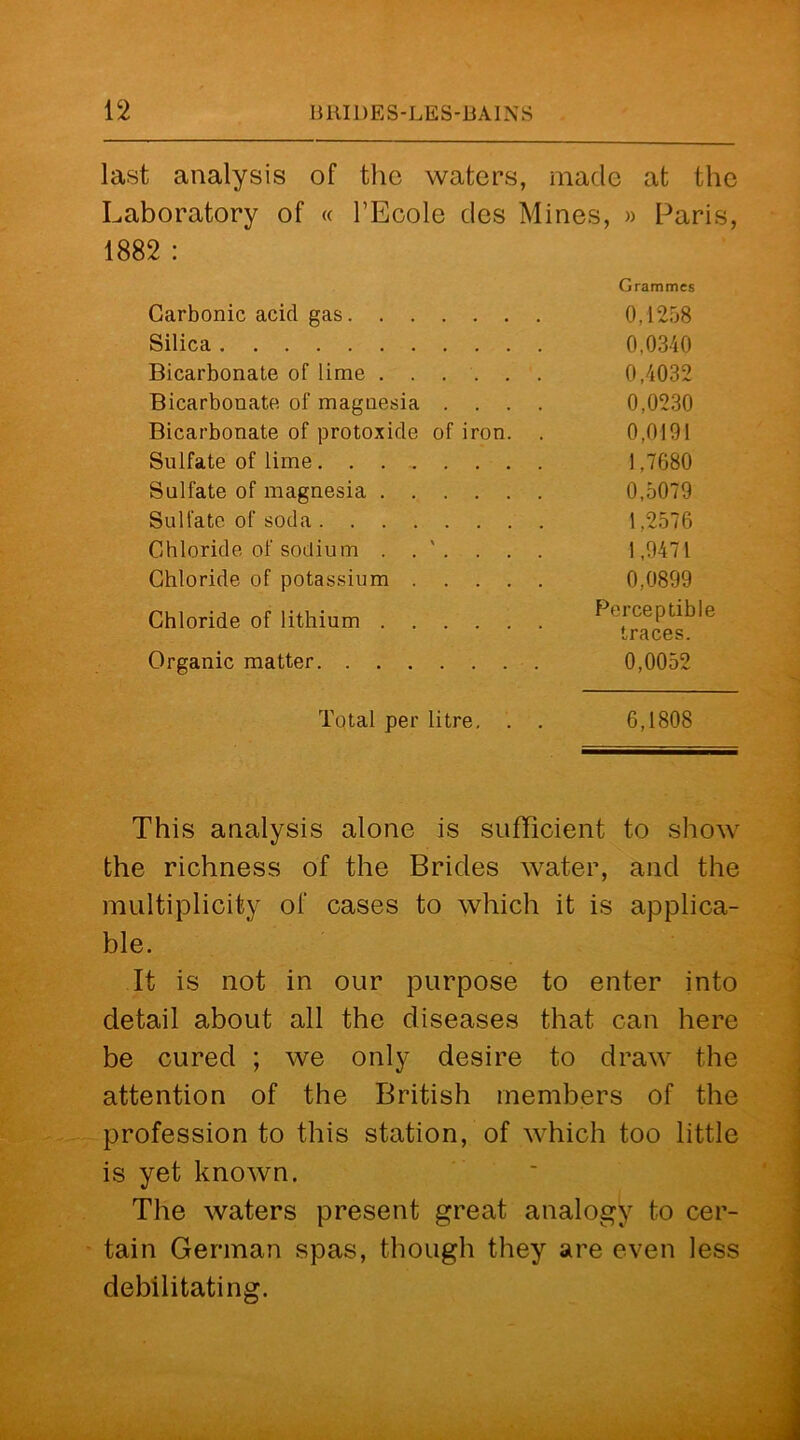 12 BRIDES-LES-BAINS
last analysis of the waters, made at the
Laboratory of « l'Ecole des Mines, » Paris,
1882 :
Grammes
Carbonic acid gas. . . . . . . 0,1258
Silica . . . . . . . . . . . 0,0340
Bicarbonate of lime . . . . . . 0,4032
Bicarbonate of magnesia . . . . 0,0230
Bicarbonate of protoxide of iron. . 0,0191
Sulfate of lime. . . . . . . . . 1,7680
Sulfate of magnesia . . . . . . 0,5079
Sulfate of soda . . . . . . . . 1,2576
Chloride of sodium . . ' . . . . 1,9471
Chloride of potassium . . . . . 0,0899
Chloride of lithium . . . . . . Perceptible traces.
Organic matter. . . . . . . . 0,0052
Total per litre. . . 6,1808
This analysis alone is sufficient to show
the richness of the Brides water, and the
multiplicity of cases to which it is applica-
ble.
It is not in our purpose to enter into
detail about all the diseases that can here
be cured ; we only desire to draw the
attention of the British members of the
profession to this station, of which too little
is yet known.
The waters present great analogy to cer-
tain German spas, though they are even less
debilitating.